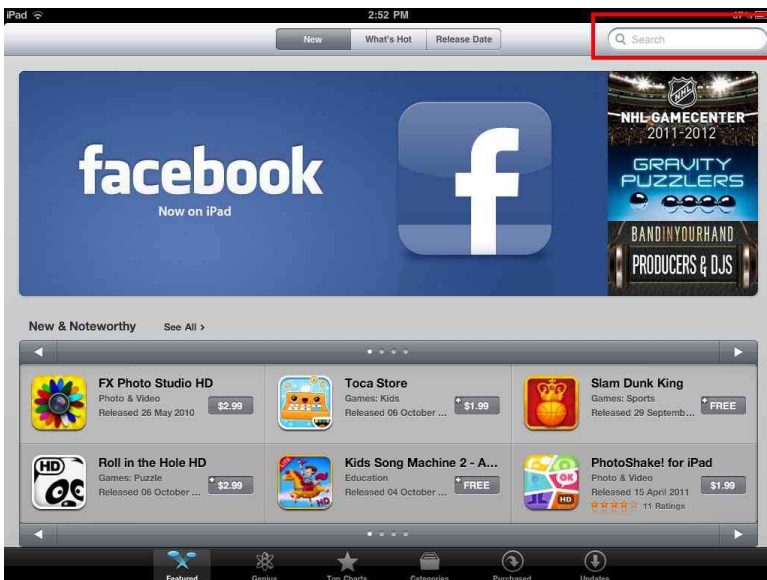 iPad
2:52 PM
New
What's Hot
Release Date
Search
facebook
Now on iPad
f
NHL GAMECENTER
2011-2012
GRAVITY
PUZZLERS
BANDINYOURHAND
PRODUCERS & DJS
New & Noteworthy
See All ›
FX Photo Studio HD
Photo & Video
Released 26 May 2010
$2.99
Toca Store
Games: Kids
Released 06 October ...
$1.99
Slam Dunk King
Games: Sports
Released 29 Septemb...
FREE
HD
Roll in the Hole HD
Games: Puzzle
Released 06 October ...
$2.99
LITE
HD
Kids Song Machine 2 - A...
Education
Released 04 October ...
FREE
OK
HD
PhotoShake! for iPad
Photo & Video
Released 15 April 2011
11 Ratings
$1.99
Featured
Genius
Top Charts
Categories
Purchased
Updates